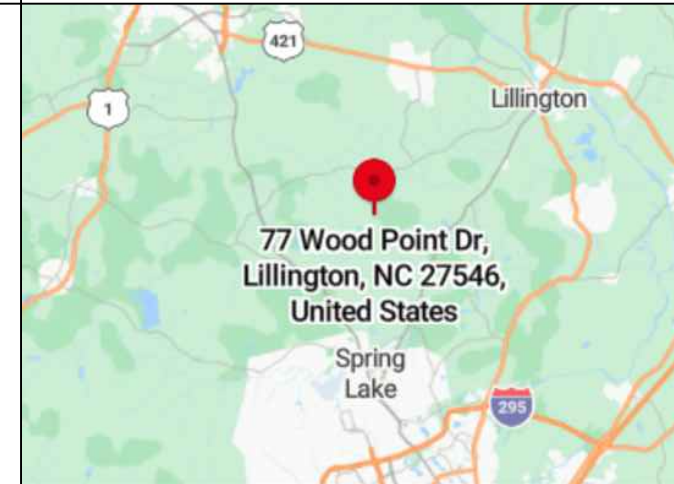 421
1
Lillington
77 Wood Point Dr,
Lillington, NC 27546,
United States
Spring
Lake
295